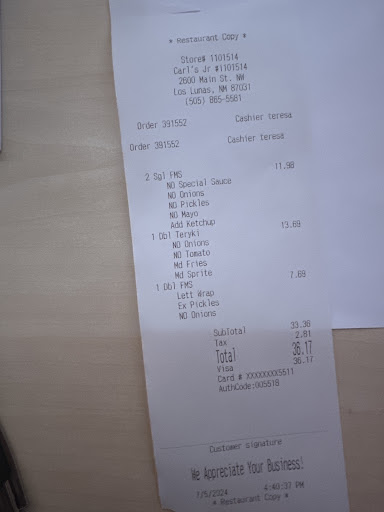 * Restaurant Copy *
Store# 1101514
Carl's Jr #1101514
2600 Main St. NW
Los Lunas, NM 87031
(505) 865-5581
Order 391552 Cashier teresa
Order 391552 Cashier teresa
2 Sgl FMS 11.98
NO Special Sauce
NO Onions
NO Pickles
NO Mayo
Add Ketchup
1 Dbl Teryki 13.69
NO Onions
NO Tomato
Md Fries
Md Sprite
1 Dbl FMS 7.69
Lett Wrap
Ex Pickles
NO Onions
SubTotal 33.36
Tax 2.81
Total 36.17
Visa 36.17
Card # XXXXXXXX5511
AuthCode:005518
Customer signature
We Appreciate Your Business!
7/5/2024 4:40:37 PM
* Restaurant Copy *